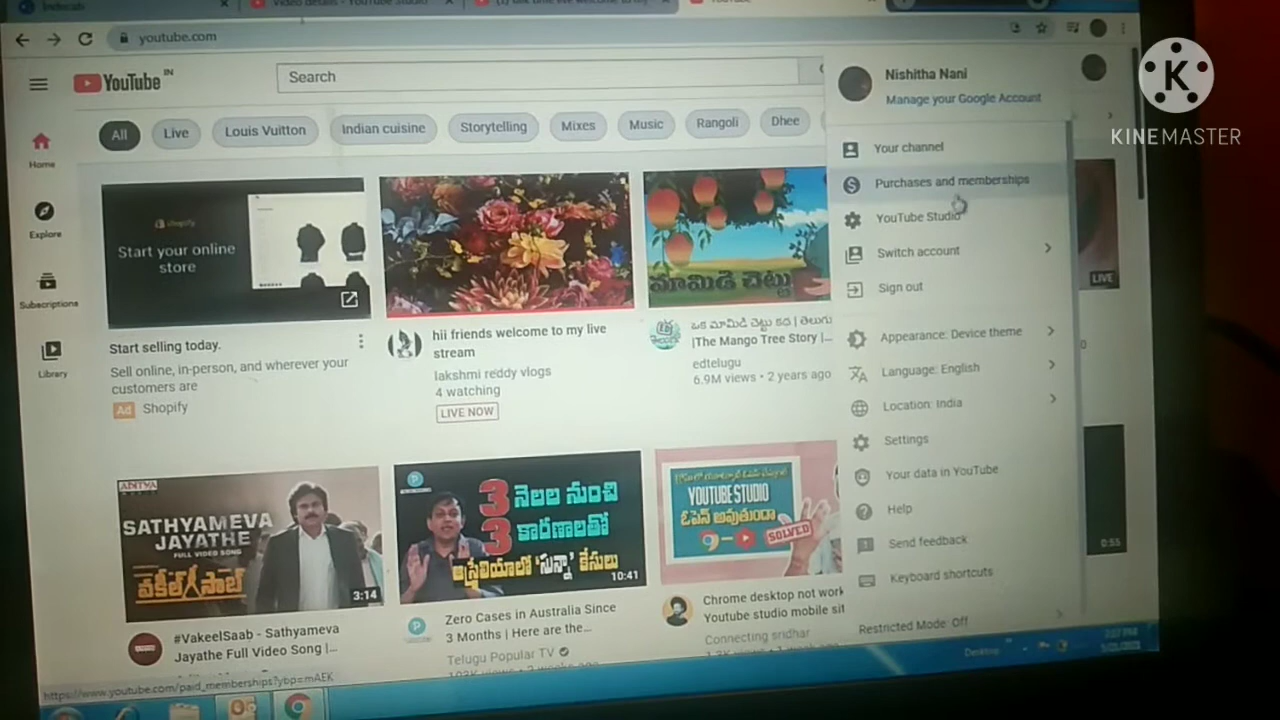 youtube.com
YouTube IN
Search
Nishitha Nani
Manage your Google Account
KINEMASTER
All
Live
Louis Vuitton
Indian cuisine
Storytelling
Mixes
Music
Rangoli
Dhee
Home
Explore
Subscriptions
Library
shopify
Start your online
store
Start selling today.
Sell online, in-person, and wherever your
customers are
Ad Shopify
hii friends welcome to my live
stream
lakshmi reddy vlogs
4 watching
LIVE NOW
మామిడి చెట్టు
ఒక మామిడి చెట్టు కథ | తెలుగు
|The Mango Tree Story |...
edtelugu
6.9M views • 2 years ago
Your channel
Purchases and memberships
YouTube Studio
Switch account
Sign out
Appearance: Device theme
Language: English
Location: India
Settings
Your data in YouTube
Help
Send feedback
Keyboard shortcuts
Restricted Mode: Off
LIVE
0:55
ADITYA
SATHYAMEVA
JAYATHE
FULL VIDEO SONG
వకీల్ సాబ్
3:14
#VakeelSaab - Sathyameva
Jayathe Full Video Song |...
3 నెలల నుంచి
3 కారణాలతో
ఆస్ట్రేలియాలో 'సున్నా' కేసులు
10:41
Zero Cases in Australia Since
3 Months | Here are the...
Telugu Popular TV
YOUTUBE STUDIO
ఓపెన్ అవుతుందా
SOLVED
Chrome desktop not work
Youtube studio mobile sit
Connecting sridhar
https://www.youtube.com/paid_memberships?ybp=mAEK
Desktop